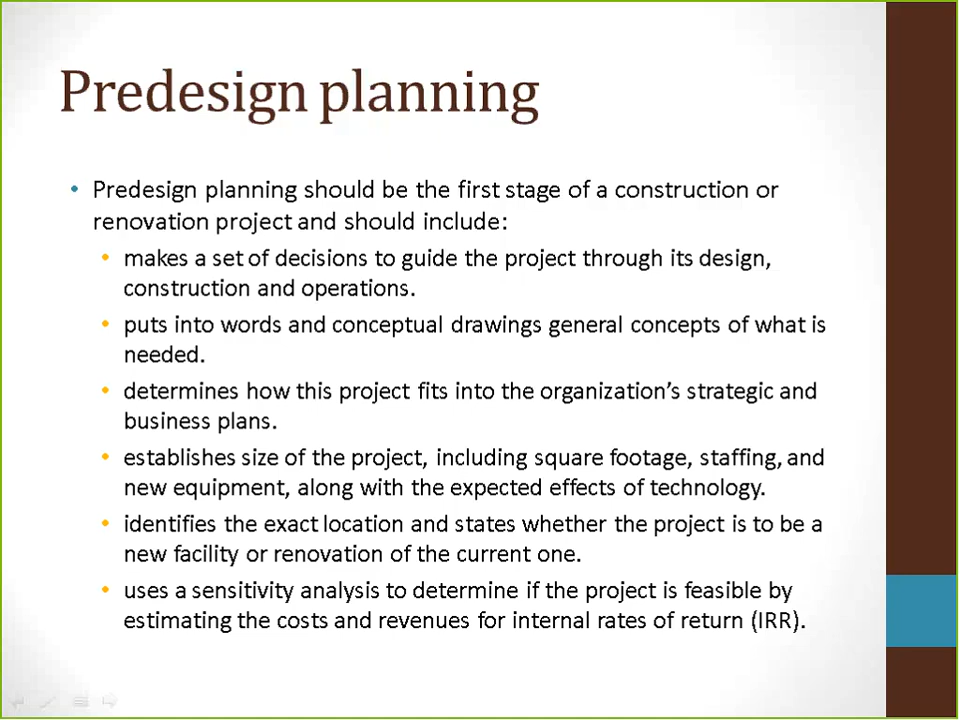 Predesign planning
• Predesign planning should be the first stage of a construction or
renovation project and should include:
• makes a set of decisions to guide the project through its design,
construction and operations.
• puts into words and conceptual drawings general concepts of what is
needed.
• determines how this project fits into the organization’s strategic and
business plans.
• establishes size of the project, including square footage, staffing, and
new equipment, along with the expected effects of technology.
• identifies the exact location and states whether the project is to be a
new facility or renovation of the current one.
• uses a sensitivity analysis to determine if the project is feasible by
estimating the costs and revenues for internal rates of return (IRR).